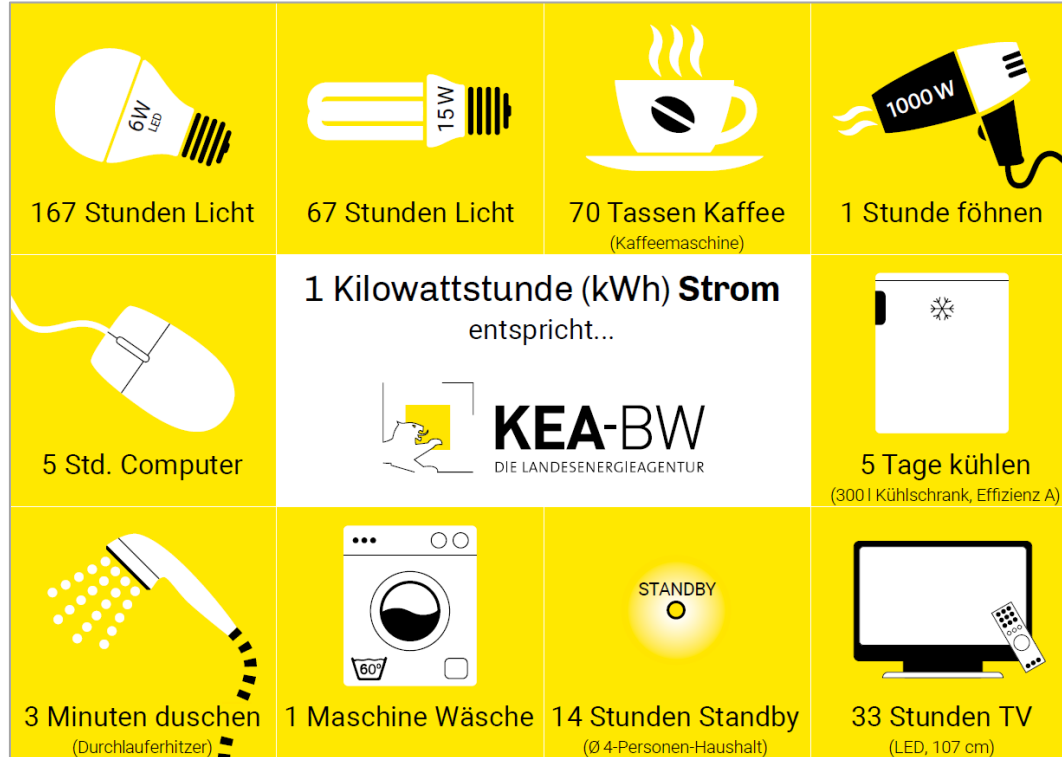 6W
LED
167 Stunden Licht
15 W
67 Stunden Licht
70 Tassen Kaffee
(Kaffeemaschine)
1000 W
1 Stunde föhnen
5 Std. Computer
1 Kilowattstunde (kWh) Strom
entspricht...
KEA-BW
DIE LANDESENERGIEAGENTUR
5 Tage kühlen
(300 l Kühlschrank, Effizienz A)
3 Minuten duschen
(Durchlauferhitzer)
60°
1 Maschine Wäsche
STANDBY
14 Stunden Standby
(Ø 4-Personen-Haushalt)
33 Stunden TV
(LED, 107 cm)